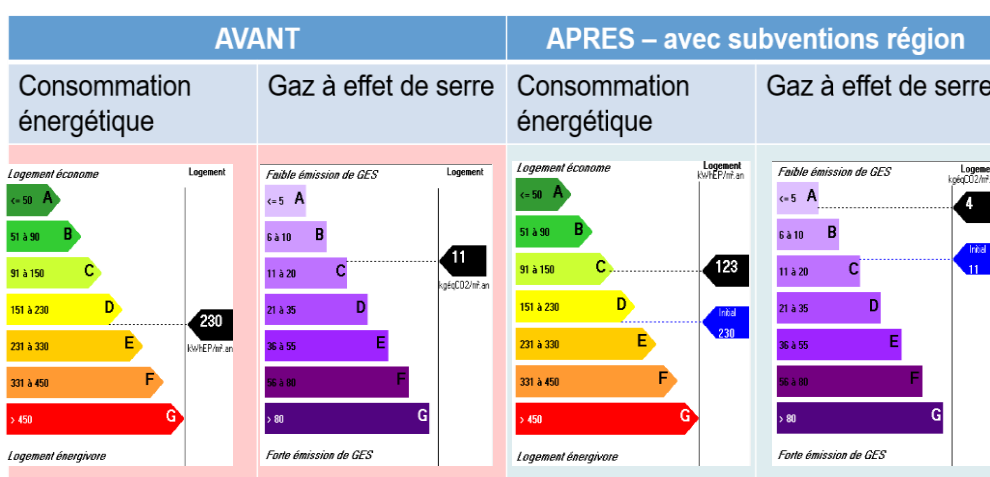 AVANT
APRES – avec subventions région
Consommation
énergétique
Gaz à effet de serre
Consommation
énergétique
Gaz à effet de serre
Logement économe
Logement
<= 50 A
51 à 90 B
91 à 150 C
151 à 230 D
230
kWhEP/m².an
231 à 330 E
331 à 450 F
> 450 G
Logement énergivore
Faible émission de GES
Logement
<= 5 A
6 à 10 B
11
11 à 20 C
kgéqCO2/m².an
21 à 35 D
36 à 55 E
56 à 80 F
> 80 G
Forte émission de GES
Logement économe
Logement
kWhEP/m².an
<= 50 A
51 à 90 B
91 à 150 C
123
151 à 230 D
Initial
230
231 à 330 E
331 à 450 F
> 450 G
Logement énergivore
Faible émission de GES
Logeme
kgéqCO2/m².
<= 5 A
4
6 à 10 B
Initial
11
11 à 20 C
21 à 35 D
36 à 55 E
56 à 80 F
> 80 G
Forte émission de GES